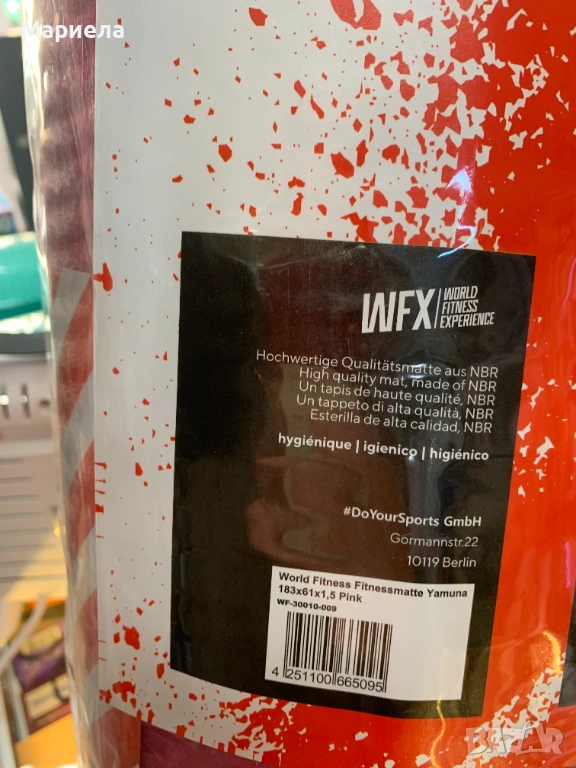 Мариела
WFX WORLD FITNESS EXPERIENCE
Hochwertige Qualitätsmatte aus NBR
High quality mat, made of NBR
Un tapis de haute qualité, NBR
Un tappeto di alta qualità, NBR
Esterilla de alta calidad, NBR
hygiénique | igienico | higiénico
#DoYourSports GmbH
Gormannstr.22
10119 Berlin
World Fitness Fitnessmatte Yamuna
183x61x1,5 Pink
WF-30010-009
4 251100 665095
BAZAR